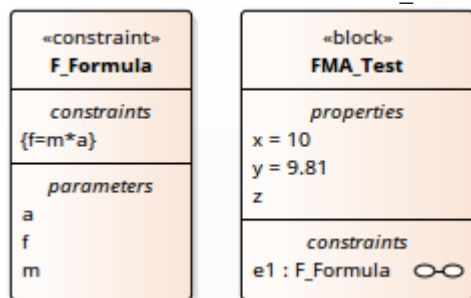 «constraint»
F_Formula
constraints
{f=m*a}
parameters
a
f
m
«block»
FMA_Test
properties
x = 10
y = 9.81
z
constraints
e1 : F_Formula